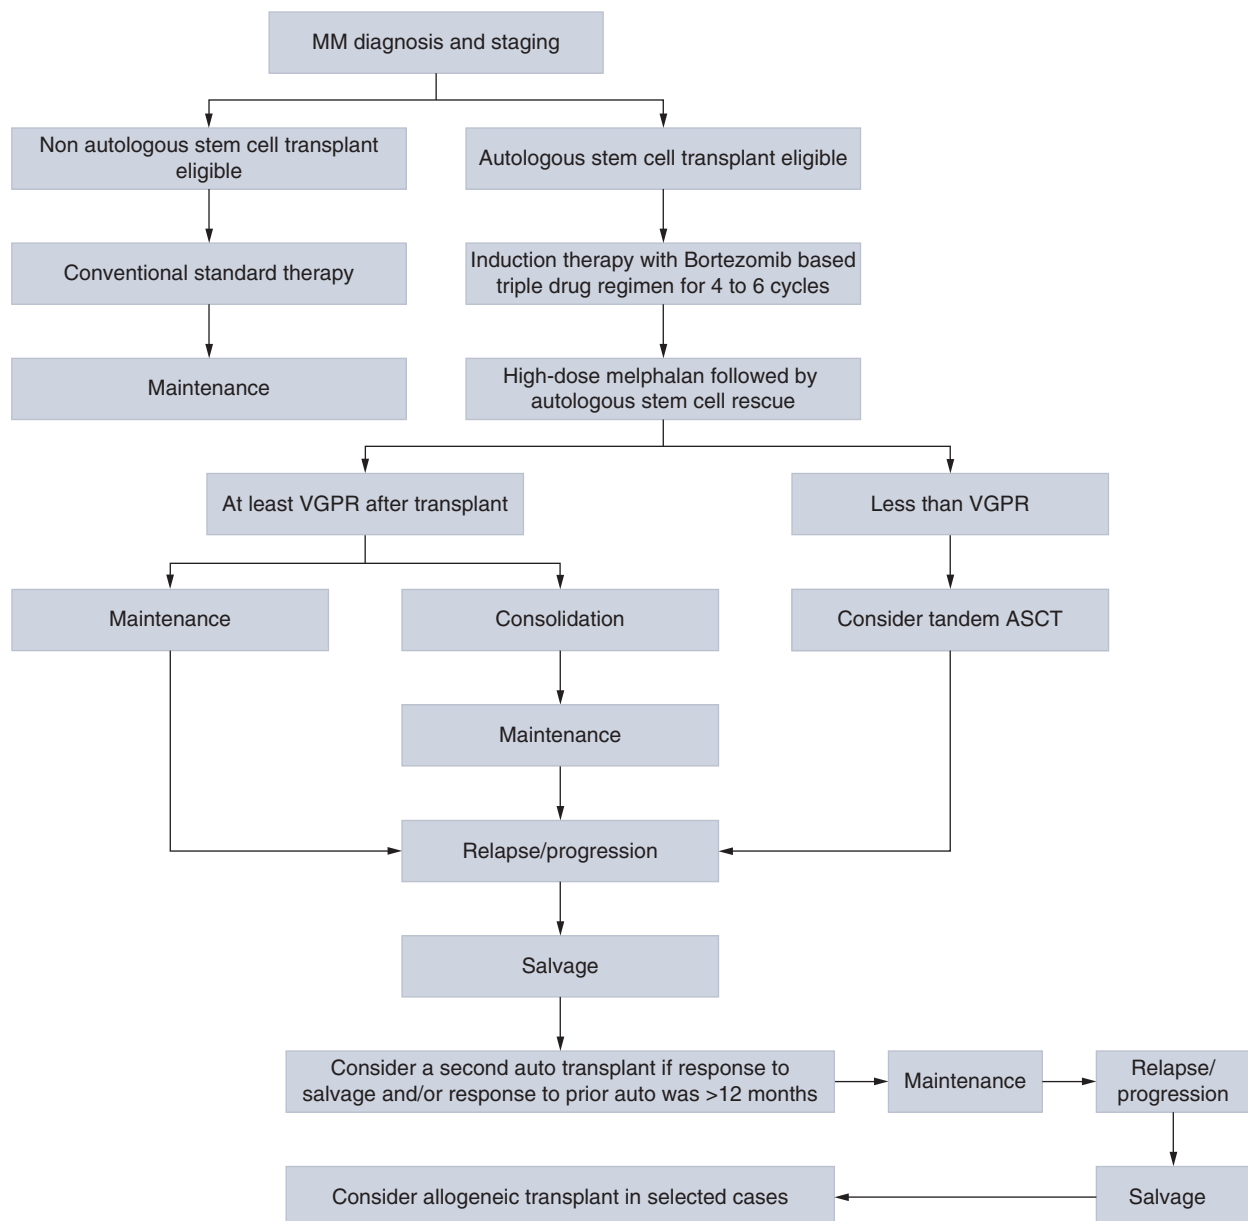 MM diagnosis and staging
Non autologous stem cell transplant
eligible
Autologous stem cell transplant eligible
Conventional standard therapy
Induction therapy with Bortezomib based
triple drug regimen for 4 to 6 cycles
Maintenance
High-dose melphalan followed by
autologous stem cell rescue
At least VGPR after transplant
Less than VGPR
Maintenance
Consolidation
Consider tandem ASCT
Maintenance
Relapse/progression
Salvage
Consider a second auto transplant if response to
salvage and/or response to prior auto was >12 months
Maintenance
Relapse/
progression
Consider allogeneic transplant in selected cases
Salvage